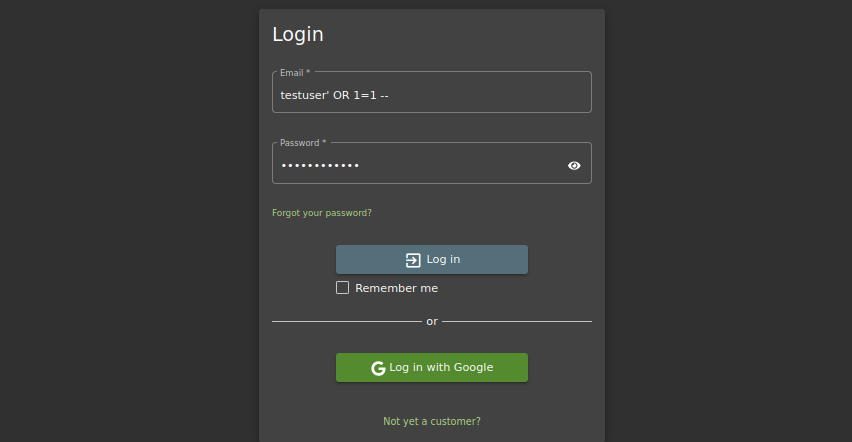 Login
Email *
testuser' OR 1=1 --
Password *
••••••••••••
Forgot your password?
Log in
Remember me
or
Log in with Google
Not yet a customer?